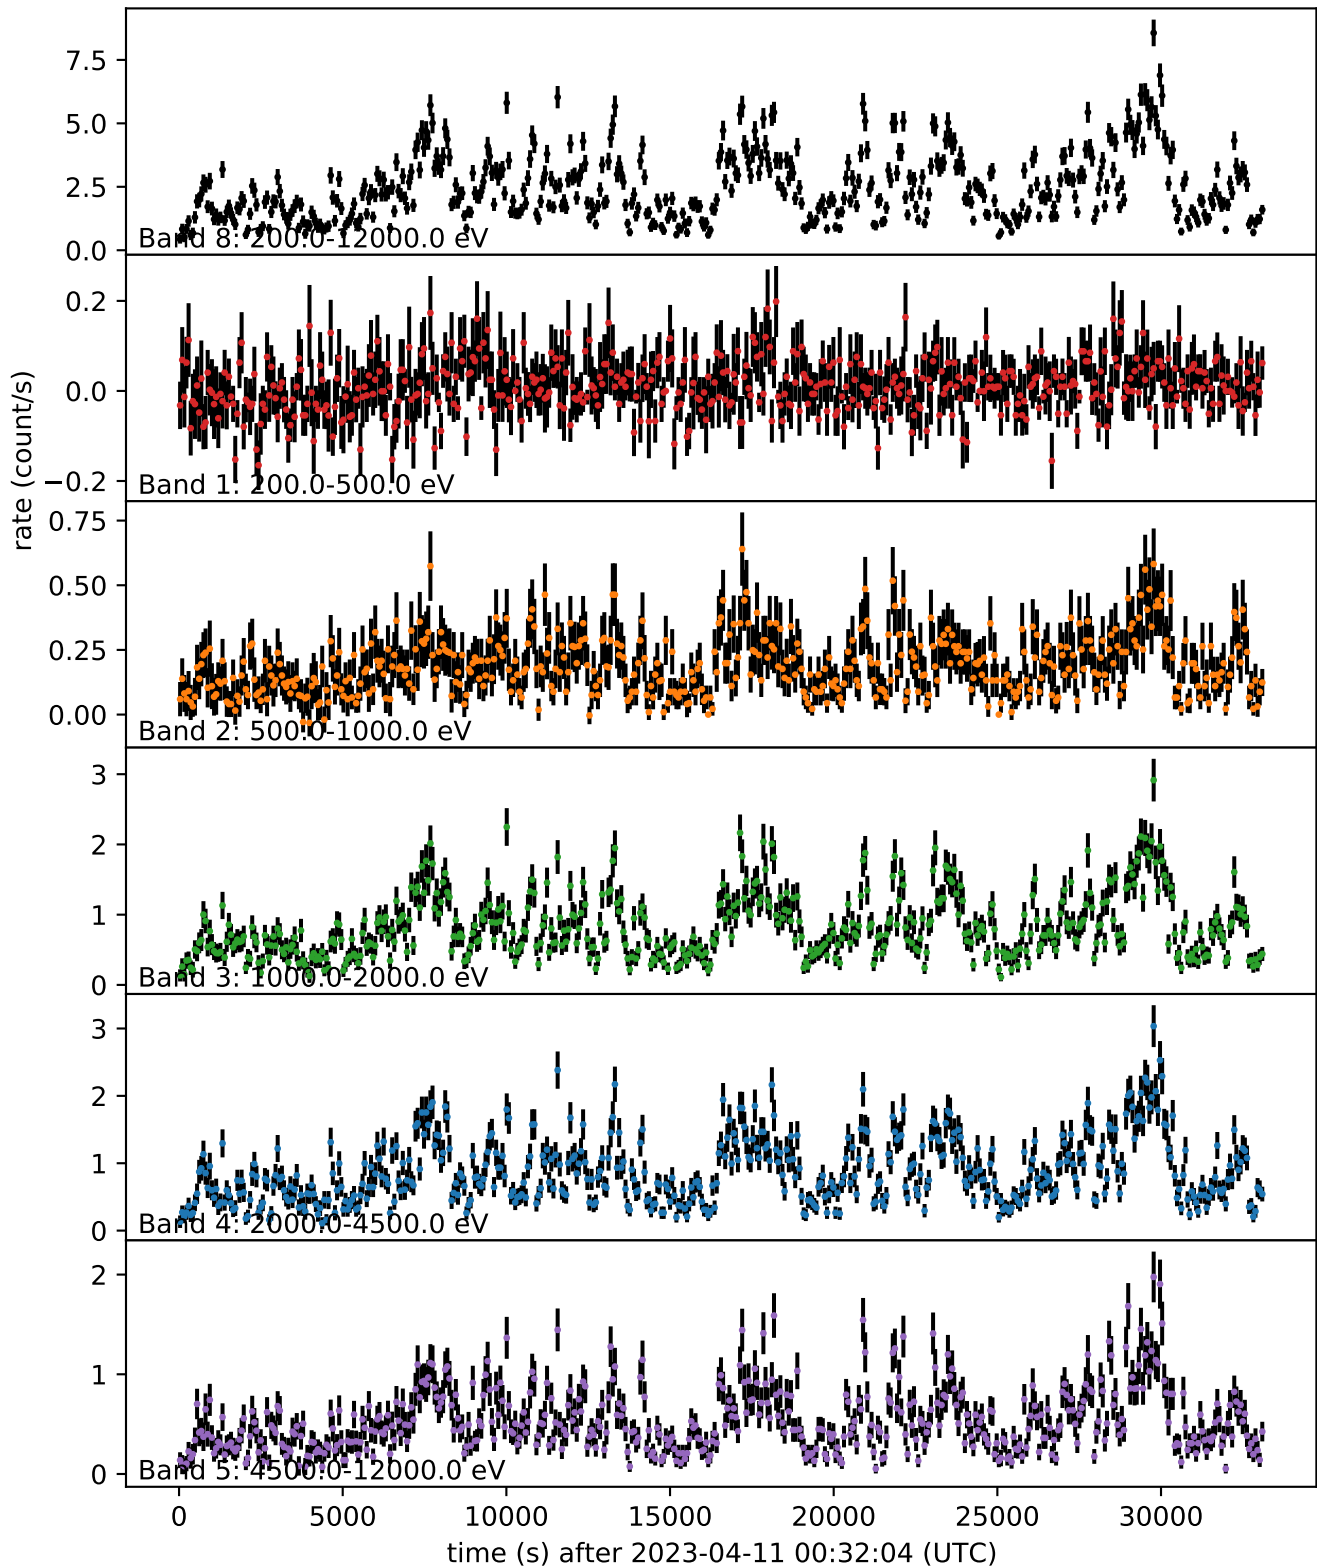 7.5
5.0
2.5
0.0
Band 8: 200.0-12000.0 eV
0.2
0.0
−0.2
Band 1: 200.0-500.0 eV
rate (count/s)
0.75
0.50
0.25
0.00
Band 2: 500.0-1000.0 eV
3
2
1
0
Band 3: 1000.0-2000.0 eV
3
2
1
0
Band 4: 2000.0-4500.0 eV
2
1
0
Band 5: 4500.0-12000.0 eV
0 5000 10000 15000 20000 25000 30000
time (s) after 2023-04-11 00:32:04 (UTC)